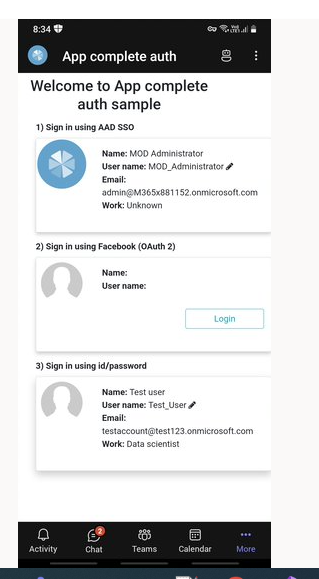 8:34
App complete auth
Welcome to App complete
auth sample
1) Sign in using AAD SSO
Name: MOD Administrator
User name: MOD_Administrator
Email:
admin@M365x881152.onmicrosoft.com
Work: Unknown
2) Sign in using Facebook (OAuth 2)
Name:
User name:
Login
3) Sign in using id/password
Name: Test user
User name: Test_User
Email:
testaccount@test123.onmicrosoft.com
Work: Data scientist
2
Activity Chat Teams Calendar More